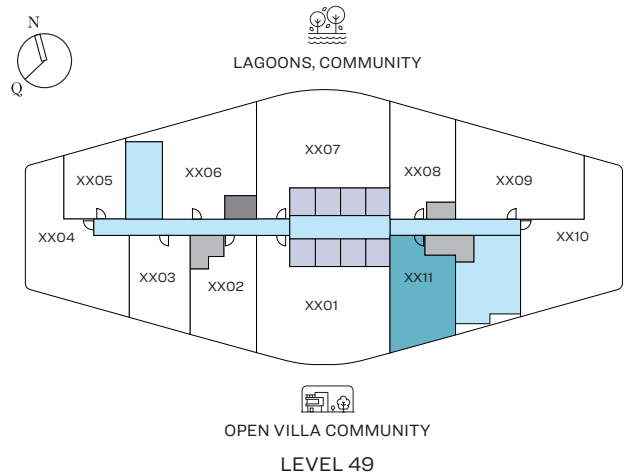 N
Q
LAGOONS, COMMUNITY
XX07
XX05
XX06
XX08
XX09
XX04
XX10
XX03
XX02
XX11
XX01
OPEN VILLA COMMUNITY
LEVEL 49